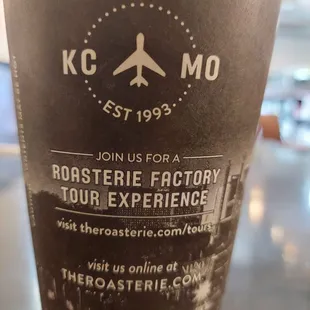 KC MO
EST 1993
JOIN US FOR A
ROASTERIE FACTORY
TOUR EXPERIENCE
visit theroasterie.com/tours
visit us online at
THEROASTERIE.COM